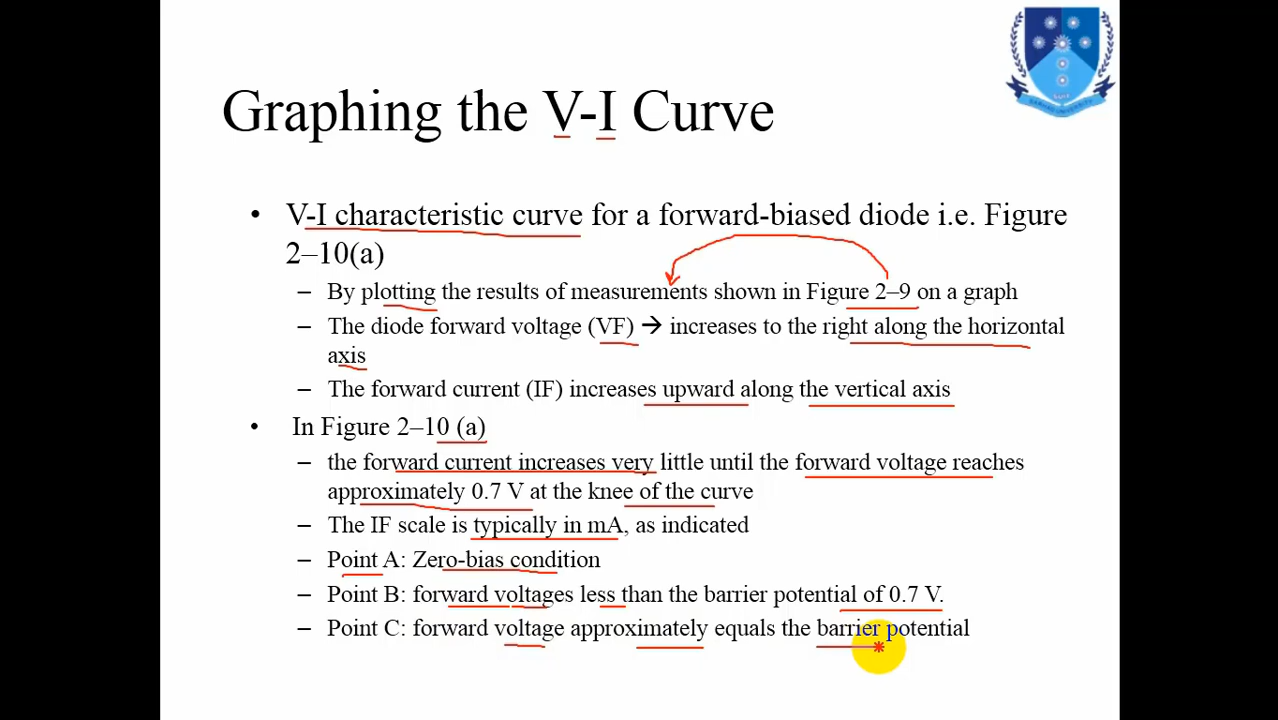 Graphing the V-I Curve
• V-I characteristic curve for a forward-biased diode i.e. Figure
2–10(a)
– By plotting the results of measurements shown in Figure 2–9 on a graph
– The diode forward voltage (VF) → increases to the right along the horizontal
axis
– The forward current (IF) increases upward along the vertical axis
• In Figure 2–10 (a)
– the forward current increases very little until the forward voltage reaches
approximately 0.7 V at the knee of the curve
– The IF scale is typically in mA, as indicated
– Point A: Zero-bias condition
– Point B: forward voltages less than the barrier potential of 0.7 V.
– Point C: forward voltage approximately equals the barrier potential